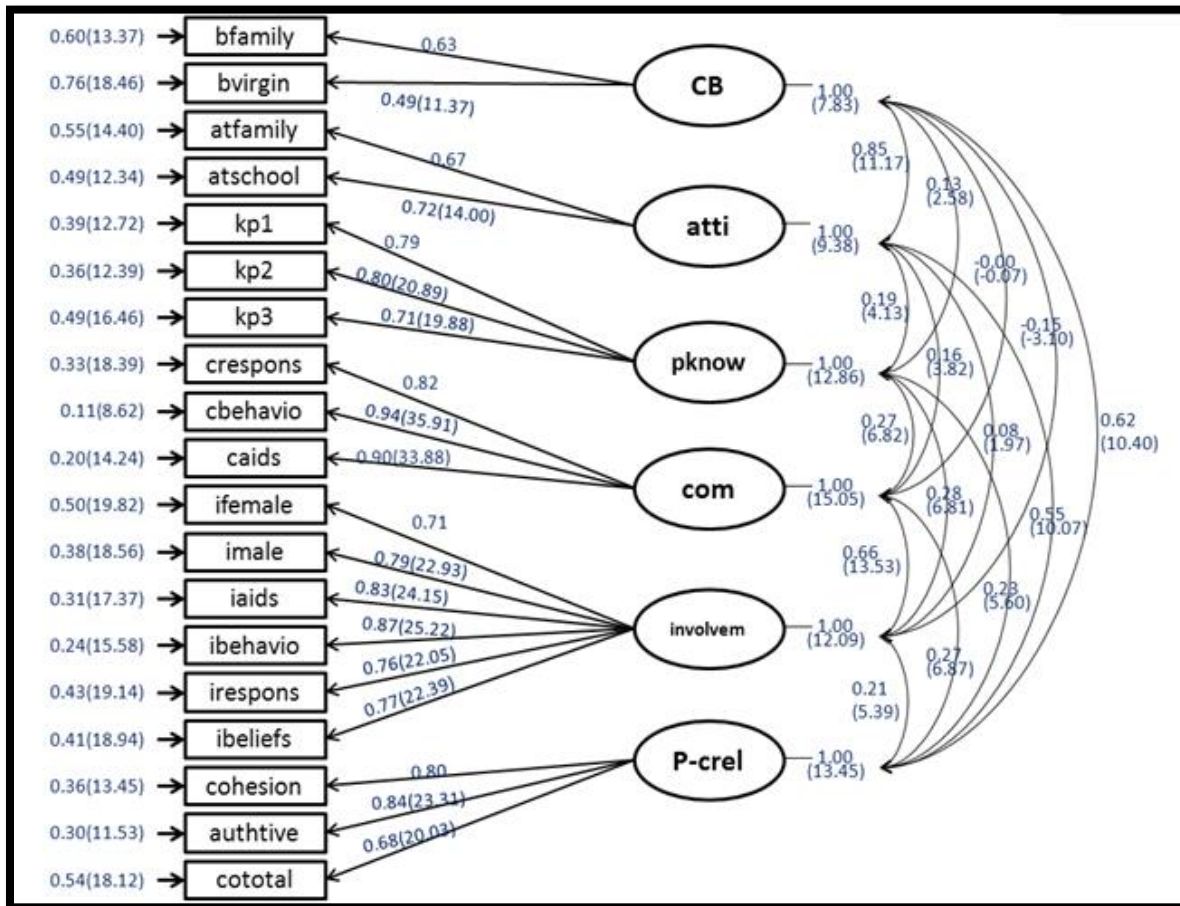 0.60(13.37) bfamily
0.76(18.46) bvirgin
0.55(14.40) atfamily
0.49(12.34) atschool
0.39(12.72) kp1
0.36(12.39) kp2
0.49(16.46) kp3
0.33(18.39) crespons
0.11(8.62) cbehavio
0.20(14.24) caids
0.50(19.82) ifemale
0.38(18.56) imale
0.31(17.37) iaids
0.24(15.58) ibehavio
0.43(19.14) irespons
0.41(18.94) ibeliefs
0.36(13.45) cohesion
0.30(11.53) authtive
0.54(18.12) cototal
0.63
0.49(11.37)
0.67
0.72(14.00)
0.79
0.80(20.89)
0.71(19.88)
0.82
0.94(35.91)
0.90(33.88)
0.71
0.79(22.93)
0.83(24.15)
0.87(25.22)
0.76(22.05)
0.77(22.39)
0.80
0.84(23.31)
0.68(20.03)
CB
1.00
(7.83)
atti
1.00
(9.38)
pknow
1.00
(12.86)
com
1.00
(15.05)
involvem
1.00
(12.09)
P-crel
1.00
(13.45)
0.85
(11.17)
0.13
(2.58)
-0.00
(-0.07)
-0.15
(-3.10)
0.62
(10.40)
0.19
(4.13)
0.16
(3.82)
0.08
(1.97)
0.55
(10.07)
0.27
(6.82)
0.28
(6.81)
0.23
(5.60)
0.66
(13.53)
0.27
(6.87)
0.21
(5.39)